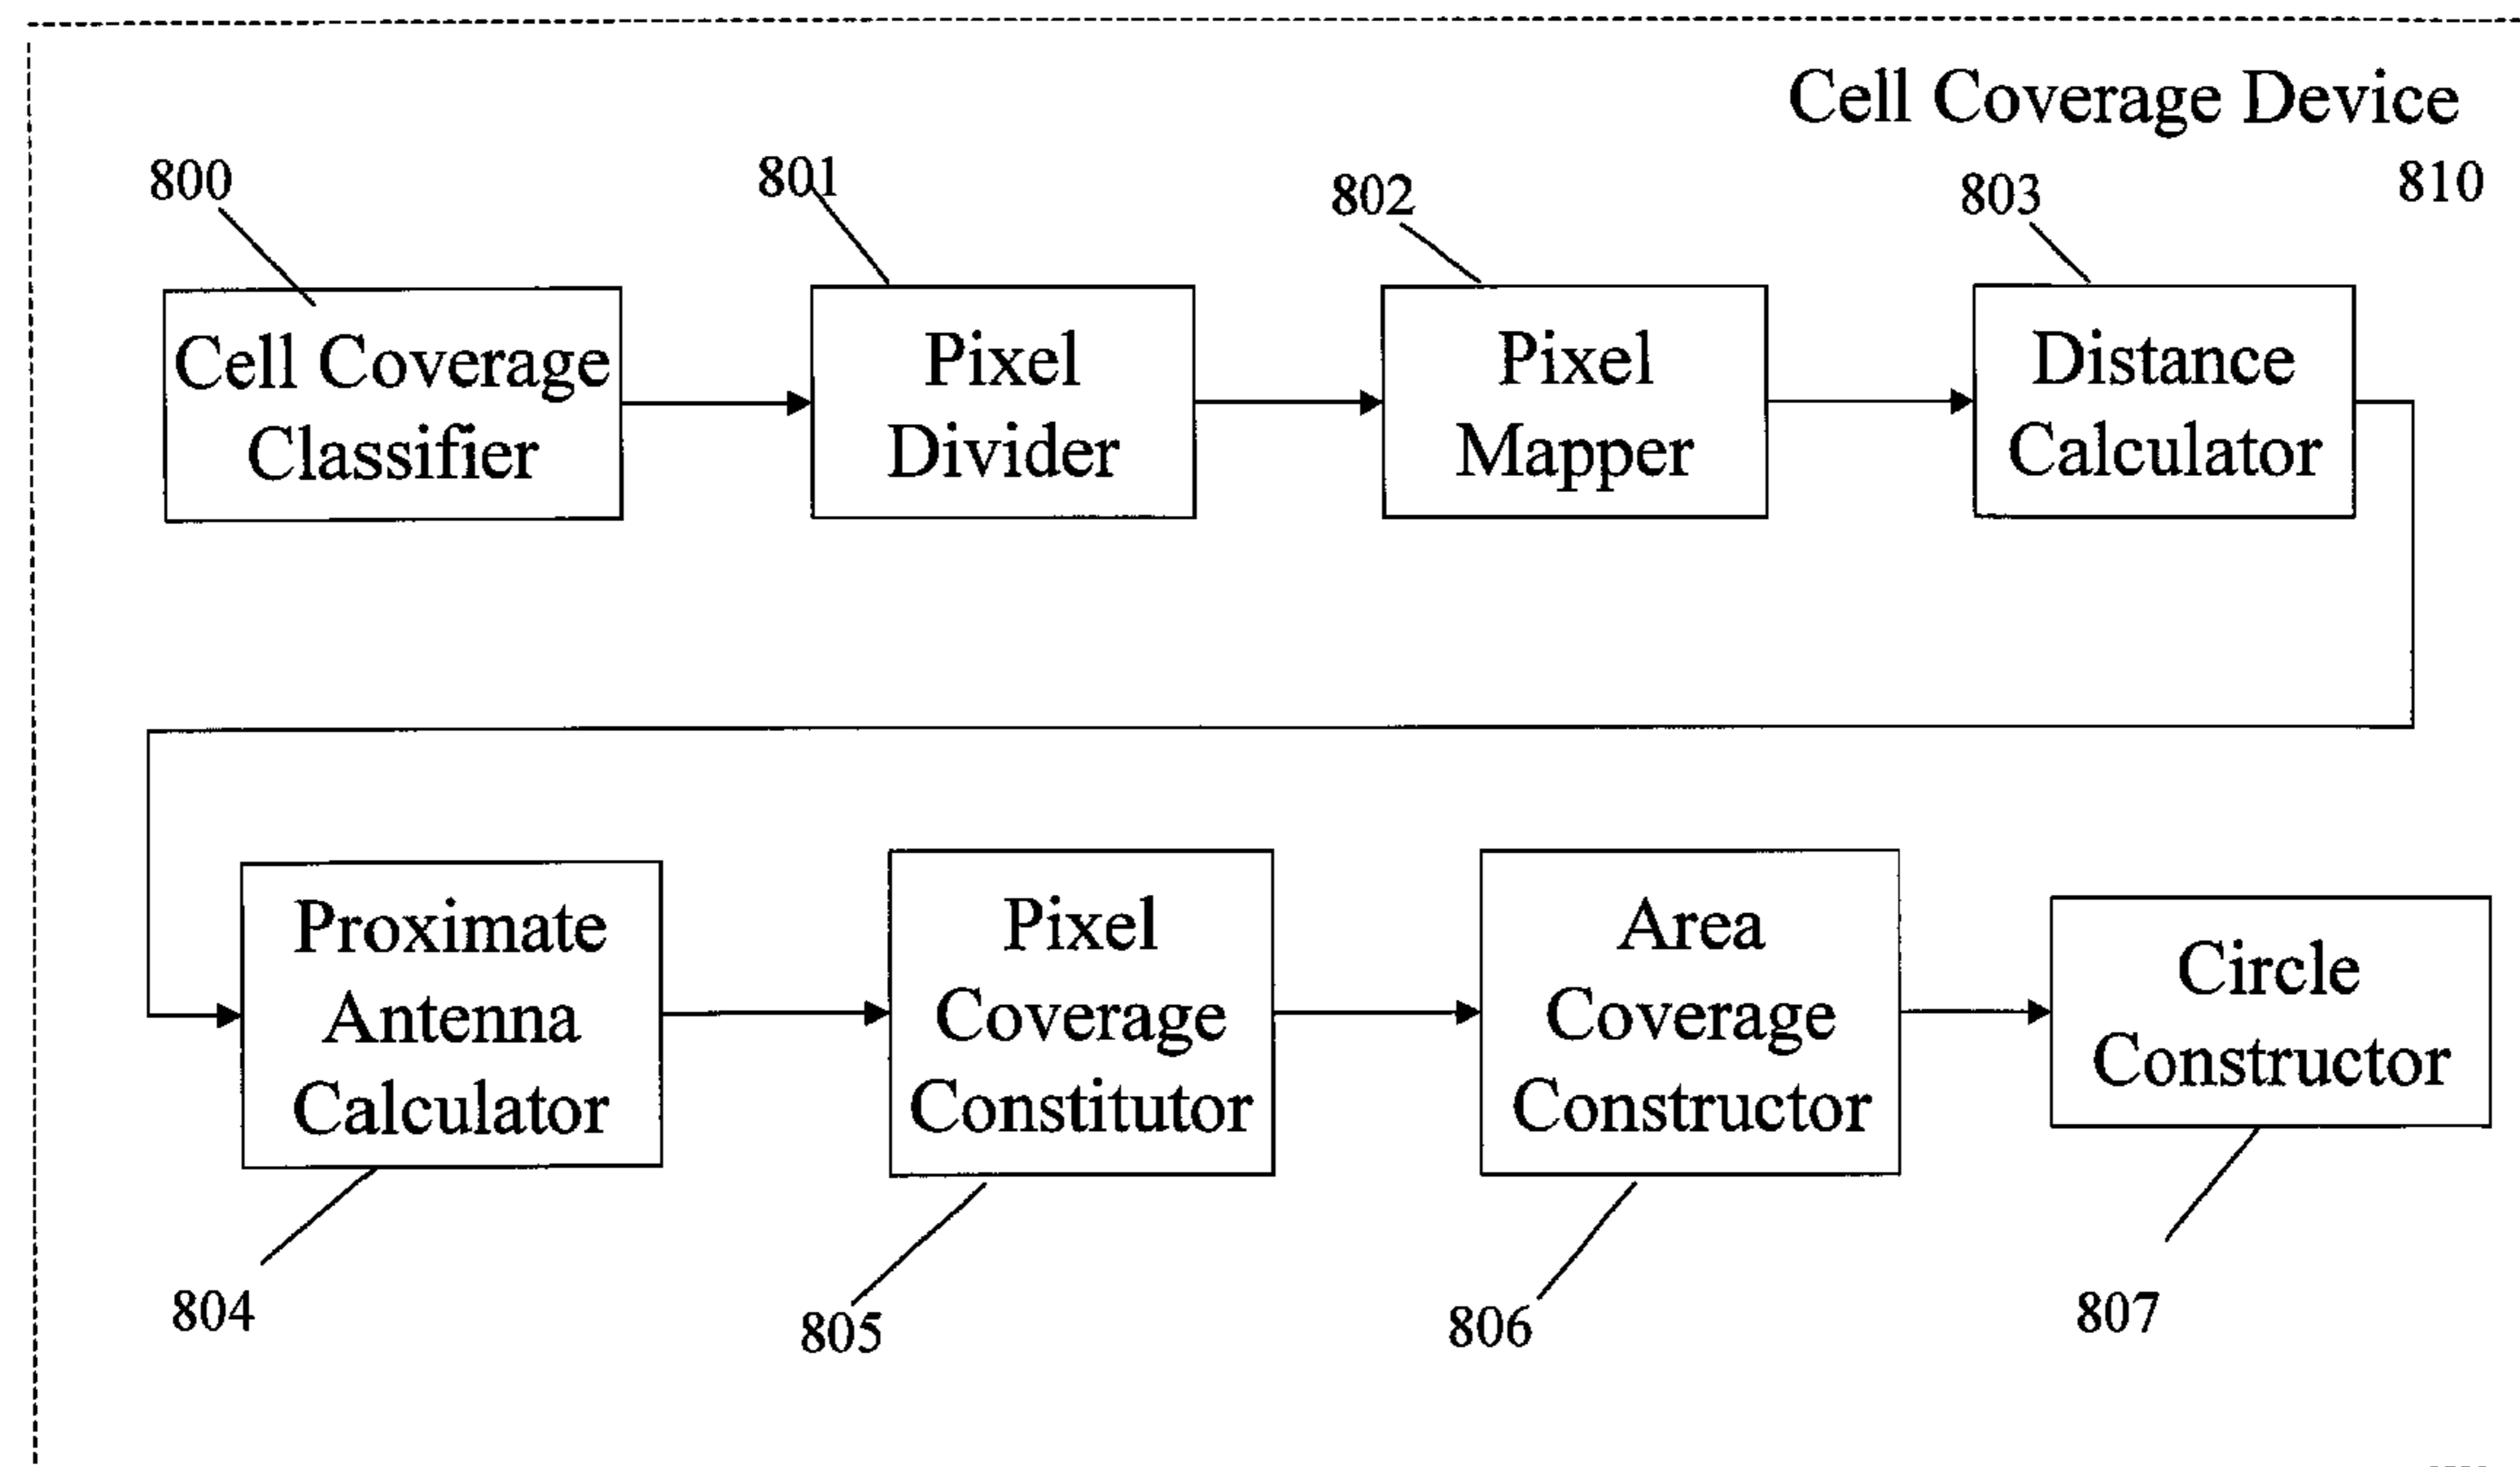 Cell Coverage Device
810
800
801
802
803
Cell Coverage
Classifier
Pixel
Divider
Pixel
Mapper
Distance
Calculator
Proximate
Antenna
Calculator
Pixel
Coverage
Constitutor
Area
Coverage
Constructor
Circle
Constructor
804
805
806
807